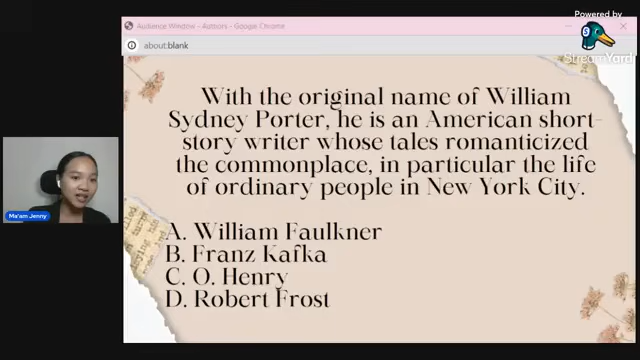 Powered by
StreamYard
Audience Window - Authors - Google Chrome
about:blank
With the original name of William
Sydney Porter, he is an American short-
story writer whose tales romanticized
the commonplace, in particular the life
of ordinary people in New York City.
A. William Faulkner
B. Franz Kafka
C. O. Henry
D. Robert Frost
Ma'am Jenny